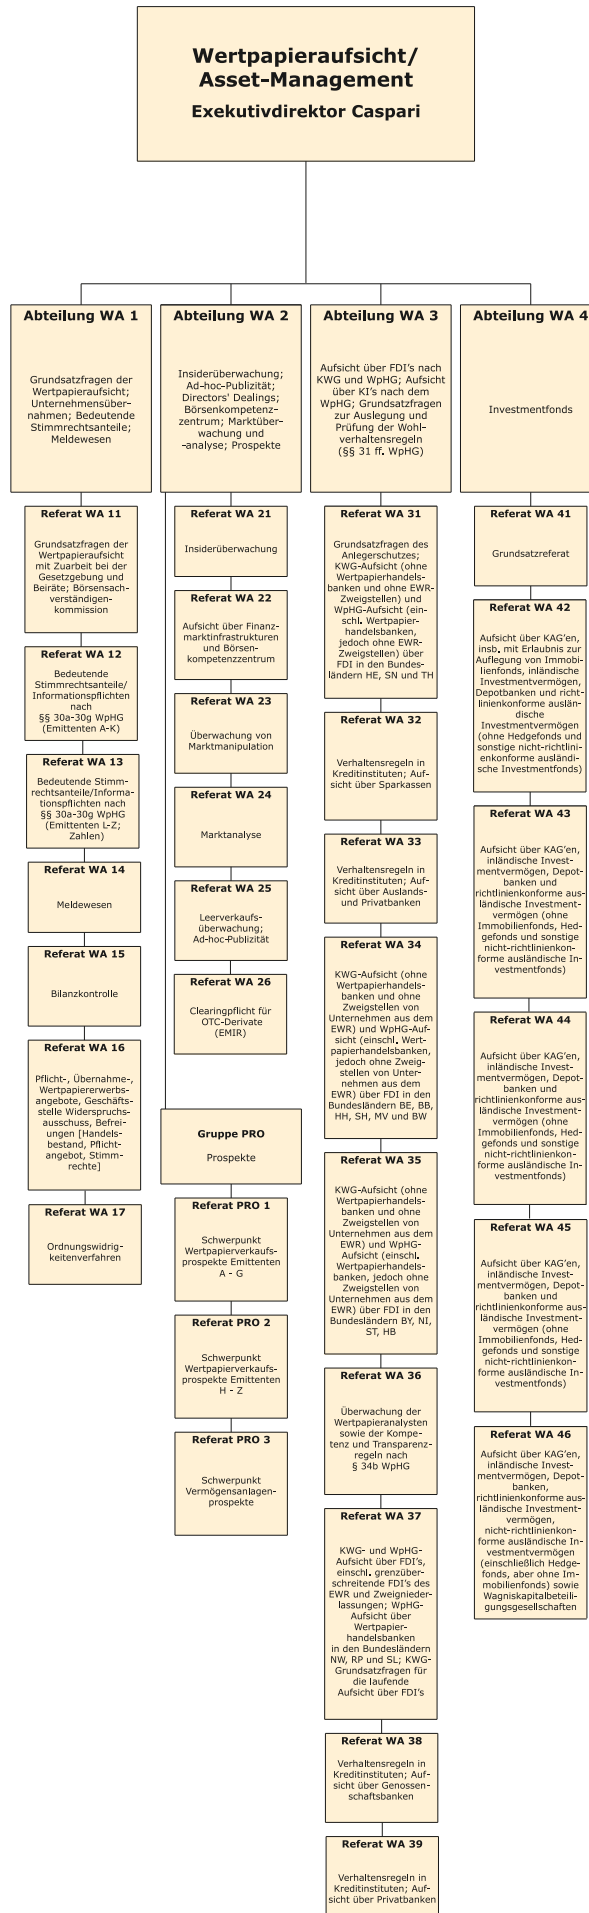 Wertpapieraufsicht/
Asset-Management
Exekutivdirektor Caspari
Abteilung WA 1
Grundsatzfragen der
Wertpapieraufsicht;
Unternehmensüber-
nahmen; Bedeutende
Stimmrechtsanteile;
Meldewesen
Referat WA 11
Grundsatzfragen der
Wertpapieraufsicht
mit Zuarbeit bei der
Gesetzgebung und
Beiräte; Börsensach-
verständigen-
kommission
Referat WA 12
Bedeutende
Stimmrechtsanteile/
Informationspflichten
nach
§§ 30a-30g WpHG
(Emittenten A-K)
Referat WA 13
Bedeutende Stimm-
rechtsanteile/Informa-
tionspflichten nach
§§ 30a-30g WpHG
(Emittenten L-Z;
Zahlen)
Referat WA 14
Meldewesen
Referat WA 15
Bilanzkontrolle
Referat WA 16
Pflicht-, Übernahme-,
Wertpapiererwerbs-
angebote, Geschäfts-
stelle Widerspruchs-
ausschuss, Befrei-
ungen [Handels-
bestand, Pflicht-
angebot, Stimm-
rechte]
Referat WA 17
Ordnungswidrig-
keitenverfahren
Abteilung WA 2
Insiderüberwachung;
Ad-hoc-Publizität;
Directors' Dealings;
Börsenkompetenz-
zentrum; Marktüber-
wachung und
-analyse; Prospekte
Referat WA 21
Insiderüberwachung
Referat WA 22
Aufsicht über Finanz-
marktinfrastrukturen
und Börsen-
kompetenzzentrum
Referat WA 23
Überwachung von
Marktmanipulation
Referat WA 24
Marktanalyse
Referat WA 25
Leerverkaufs-
überwachung;
Ad-hoc-Publizität
Referat WA 26
Clearingpflicht für
OTC-Derivate
(EMIR)
Gruppe PRO
Prospekte
Referat PRO 1
Schwerpunkt
Wertpapierverkaufs-
prospekte Emittenten
A - G
Referat PRO 2
Schwerpunkt
Wertpapierverkaufs-
prospekte Emittenten
H - Z
Referat PRO 3
Schwerpunkt
Vermögensanlagen-
prospekte
Abteilung WA 3
Aufsicht über FDI's nach
KWG und WpHG; Aufsicht
über KI's nach dem
WpHG; Grundsatzfragen
zur Auslegung und
Prüfung der Wohl-
verhaltensregeln
(§§ 31 ff. WpHG)
Referat WA 31
Grundsatzfragen des
Anlegerschutzes;
KWG-Aufsicht (ohne
Wertpapierhandels-
banken und ohne EWR-
Zweigstellen) und
WpHG-Aufsicht (ein-
schl. Wertpapier-
handelsbanken,
jedoch ohne EWR-
Zweigstellen) über
FDI in den Bundes-
ländern HE, SN und TH
Referat WA 32
Verhaltensregeln in
Kreditinstituten; Auf-
sicht über Sparkassen
Referat WA 33
Verhaltensregeln in
Kreditinstituten; Auf-
sicht über Auslands-
und Privatbanken
Referat WA 34
KWG-Aufsicht (ohne
Wertpapierhandels-
banken und ohne
Zweigstellen von
Unternehmen aus dem
EWR) und WpHG-Auf-
sicht (einschl. Wert-
papierhandelsbanken,
jedoch ohne Zweig-
stellen von Unter-
nehmen aus dem
EWR) über FDI in den
Bundesländern BE, BB,
HH, SH, MV und BW
Referat WA 35
KWG-Aufsicht (ohne
Wertpapierhandels-
banken und ohne
Zweigstellen von
Unternehmen aus dem
EWR) und WpHG-
Aufsicht (einschl.
Wertpapierhandels-
banken, jedoch ohne
Zweigstellen von
Unternehmen aus dem
EWR) über FDI in den
Bundesländern BY, NI,
ST, HB
Referat WA 36
Überwachung der
Wertpapieranalysten
sowie der Kompe-
tenz und Transparenz-
regeln nach
§ 34b WpHG
Referat WA 37
KWG- und WpHG-
Aufsicht über FDI's,
einschl. grenzüber-
schreitende FDI's des
EWR und Zweignieder-
lassungen; WpHG-
Aufsicht über
Wertpapier-
handelsbanken
in den Bundesländern
NW, RP und SL; KWG-
Grundsatzfragen für
die laufende
Aufsicht über FDI's
Referat WA 38
Verhaltensregeln in
Kreditinstituten; Auf-
sicht über Genossen-
schaftsbanken
Referat WA 39
Verhaltensregeln in
Kreditinstituten; Auf-
sicht über Privatbanken
Abteilung WA 4
Investmentfonds
Referat WA 41
Grundsatzreferat
Referat WA 42
Aufsicht über KAG'en,
insb. mit Erlaubnis zur
Auflegung von Immobi-
lienfonds, inländische
Investmentvermögen,
Depotbanken und richt-
linienkonforme auslän-
dische
Investmentvermögen
(ohne Hedgefonds und
sonstige nicht-richtlini-
enkonforme ausländi-
sche Investmentfonds)
Referat WA 43
Aufsicht über KAG'en,
inländische Invest-
mentvermögen, Depot-
banken und
richtlinienkonforme aus-
ländische Investment-
vermögen (ohne
Immobilienfonds, Hed-
gefonds und sonstige
nicht-richtlinienkon-
forme ausländische In-
vestmentfonds)
Referat WA 44
Aufsicht über KAG'en,
inländische Invest-
mentvermögen, Depot-
banken und
richtlinienkonforme aus-
ländische Investment-
vermögen (ohne
Immobilienfonds, Hed-
gefonds und sonstige
nicht-richtlinienkon-
forme ausländische In-
vestmentfonds)
Referat WA 45
Aufsicht über KAG'en,
inländische Invest-
mentvermögen, Depot-
banken und
richtlinienkonforme aus-
ländische Investment-
vermögen (ohne
Immobilienfonds, Hed-
gefonds und sonstige
nicht-richtlinienkon-
forme ausländische In-
vestmentfonds)
Referat WA 46
Aufsicht über KAG'en,
inländische Invest-
mentvermögen, Depot-
banken,
richtlinienkonforme aus-
ländische Investment-
vermögen,
nicht-richtlinienkon-
forme ausländische In-
vestmentvermögen
(einschließlich Hedge-
fonds, aber ohne Im-
mobilienfonds) sowie
Wagniskapitalbeteili-
gungsgesellschaften